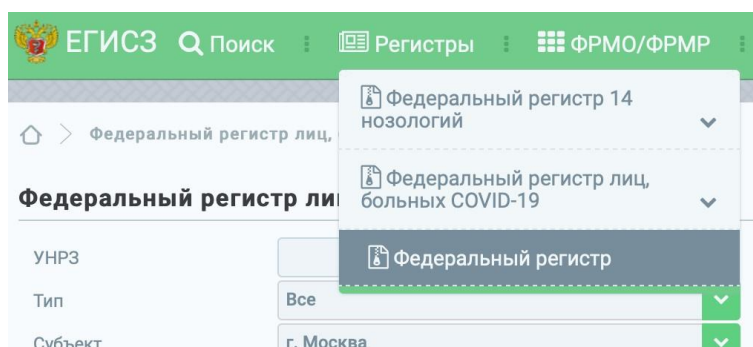 ЕГИСЗ Поиск Регистры ФРМО/ФРМР
Федеральный регистр 14
нозологий
Федеральный регистр лиц,
Федеральный регистр лиц,
больных COVID-19
Федеральный регистр ли
Федеральный регистр
УНРЗ
Тип Все
Субъект г. Москва